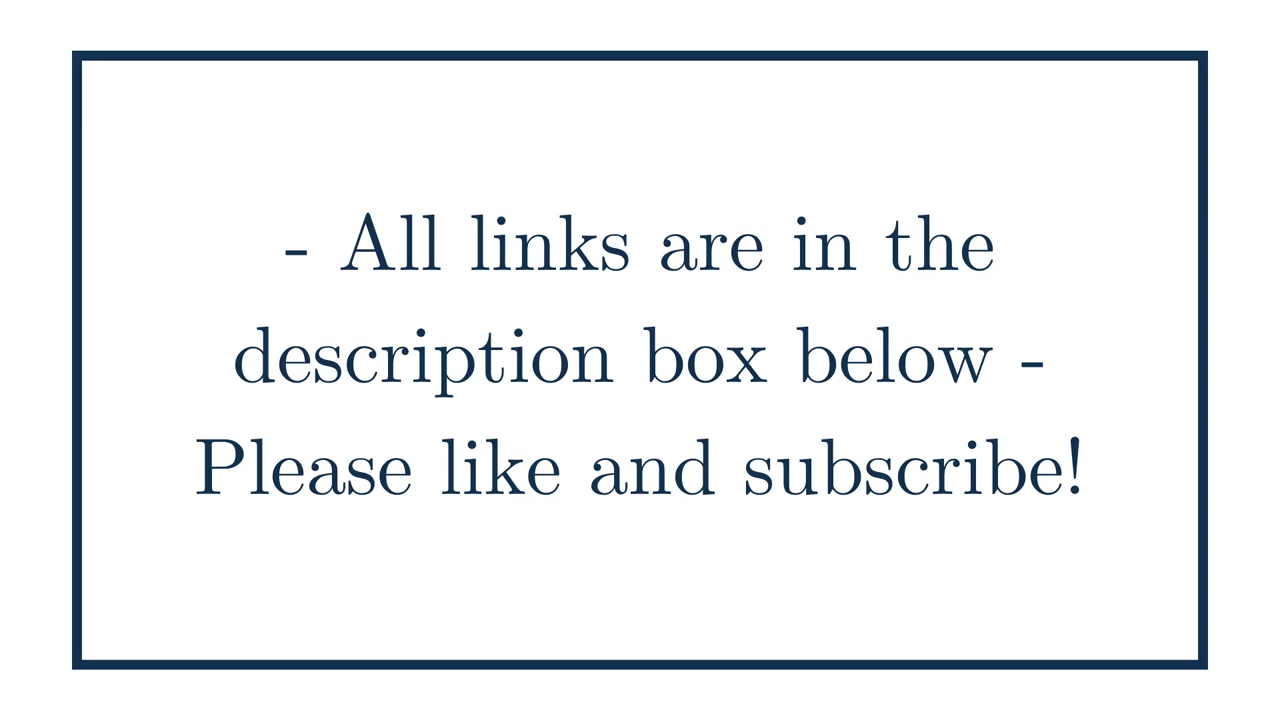 - All links are in the
description box below -
Please like and subscribe!